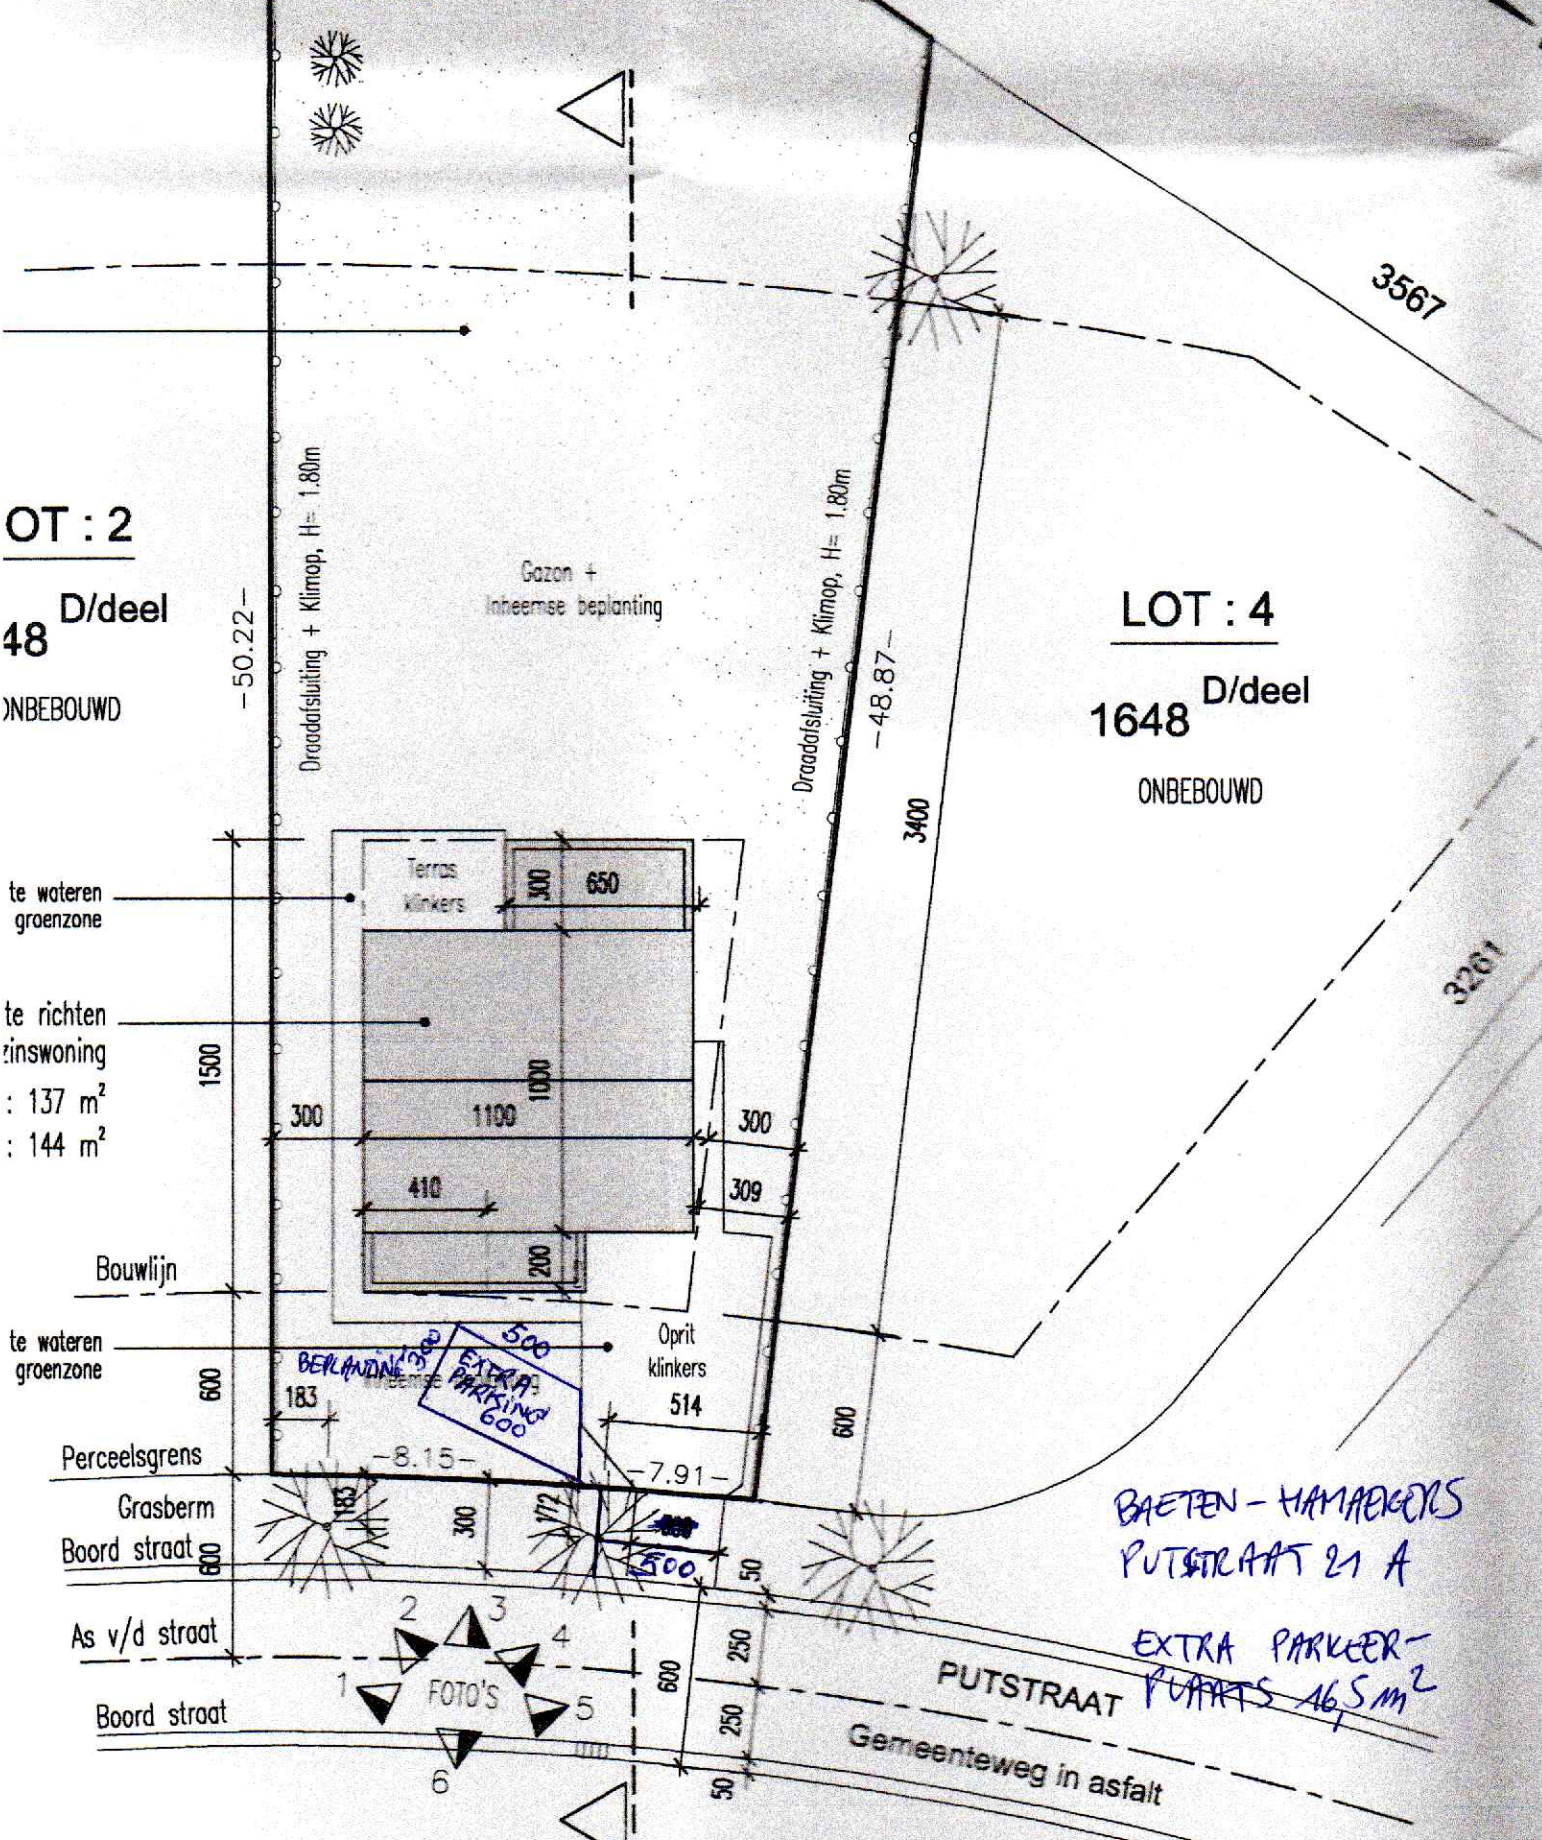 3567
OT : 2
D/deel
48
ONBEBOUWD
-50.22-
Draadafsluiting + Klimop, H= 1.80m
Gazon +
Inheemse beplanting
Draadafsluiting + Klimop, H= 1.80m
-48.87-
3400
LOT : 4
D/deel
1648
ONBEBOUWD
3261
te wateren
groenzone
Terras
klinkers
300
650
te richten
zinswoning
: 137 m²
: 144 m²
1500
300
1100
1000
300
410
309
200
Bouwlijn
te wateren
groenzone
600
BEPLANTING
300
500
EXTRA
PARKING
600
Oprit
klinkers
183
514
600
Perceelsgrens
-8.15-
-7.91-
Grasberm
183
300
172
Boord straat
600
500
50
BAETEN - HAMAEKERS
PUTSTRAAT 21 A
EXTRA PARKEER-
PLAATS 16,5 m²
As v/d straat
2
3
4
1
FOTO'S
5
6
Boord straat
600
250
250
50
PUTSTRAAT
Gemeenteweg in asfalt